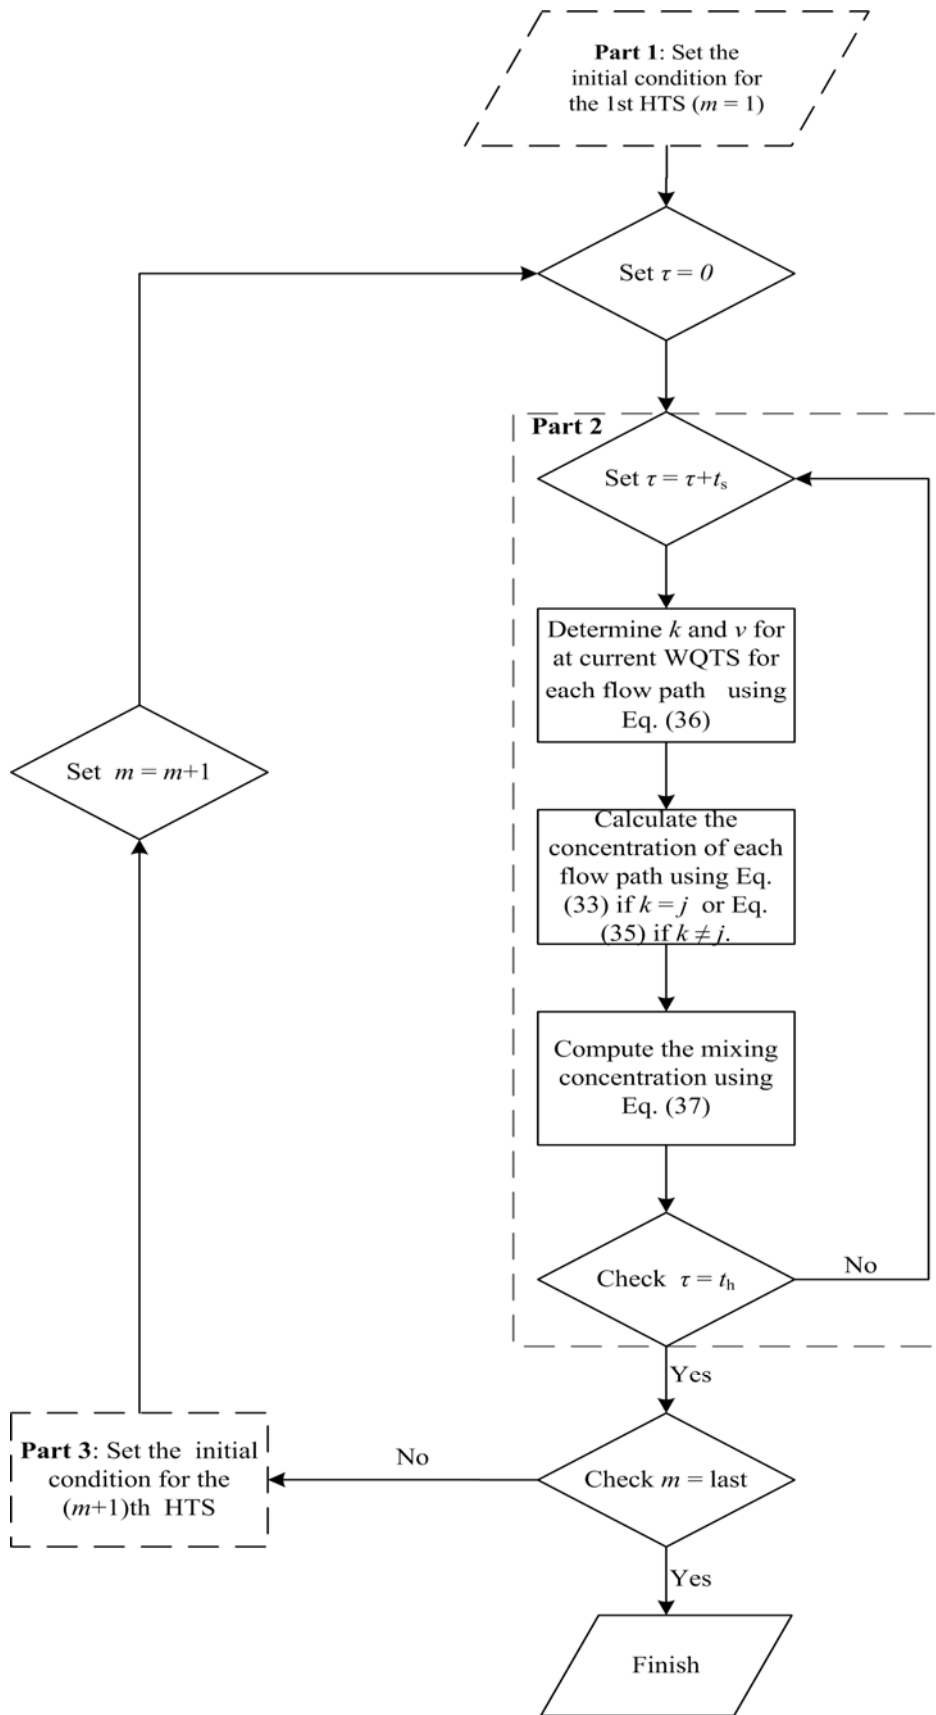 Part 1: Set the
initial condition for
the 1st HTS (m = 1)
Set τ = 0
Part 2
Set τ = τ+ts
Determine k and v for
at current WQTS for
each flow path using
Eq. (36)
Set m = m+1
Calculate the
concentration of each
flow path using Eq.
(33) if k = j or Eq.
(35) if k ≠ j.
Compute the mixing
concentration using
Eq. (37)
Check τ = th
No
Yes
Part 3: Set the initial
condition for the
(m+1)th HTS
No
Check m = last
Yes
Finish